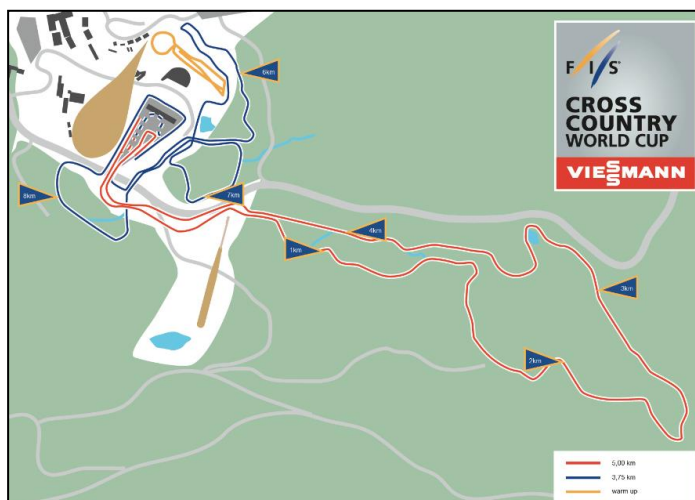 FIS
CROSS
COUNTRY
WORLD CUP
VIESSMANN
6km
7km
8km
4km
1km
3km
2km
5,00 km
3,75 km
warm up